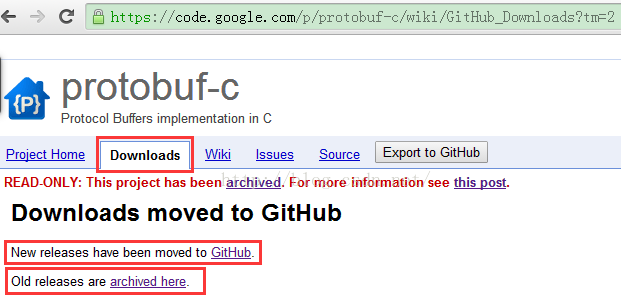 https://code.google.com/p/protobuf-c/wiki/GitHub_Downloads?tm=2
{P}
protobuf-c
Protocol Buffers implementation in C
Project Home Downloads Wiki Issues Source Export to GitHub
READ-ONLY: This project has been archived. For more information see this post.
Downloads moved to GitHub
New releases have been moved to GitHub.
Old releases are archived here.